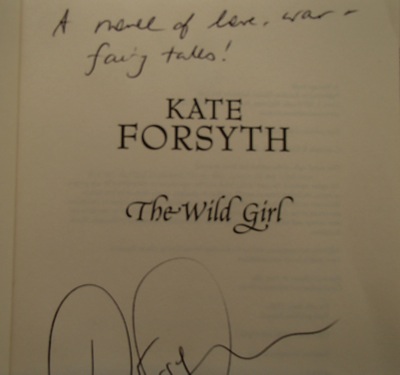 A novel of love, war -
fairy tales!
KATE
FORSYTH
The Wild Girl